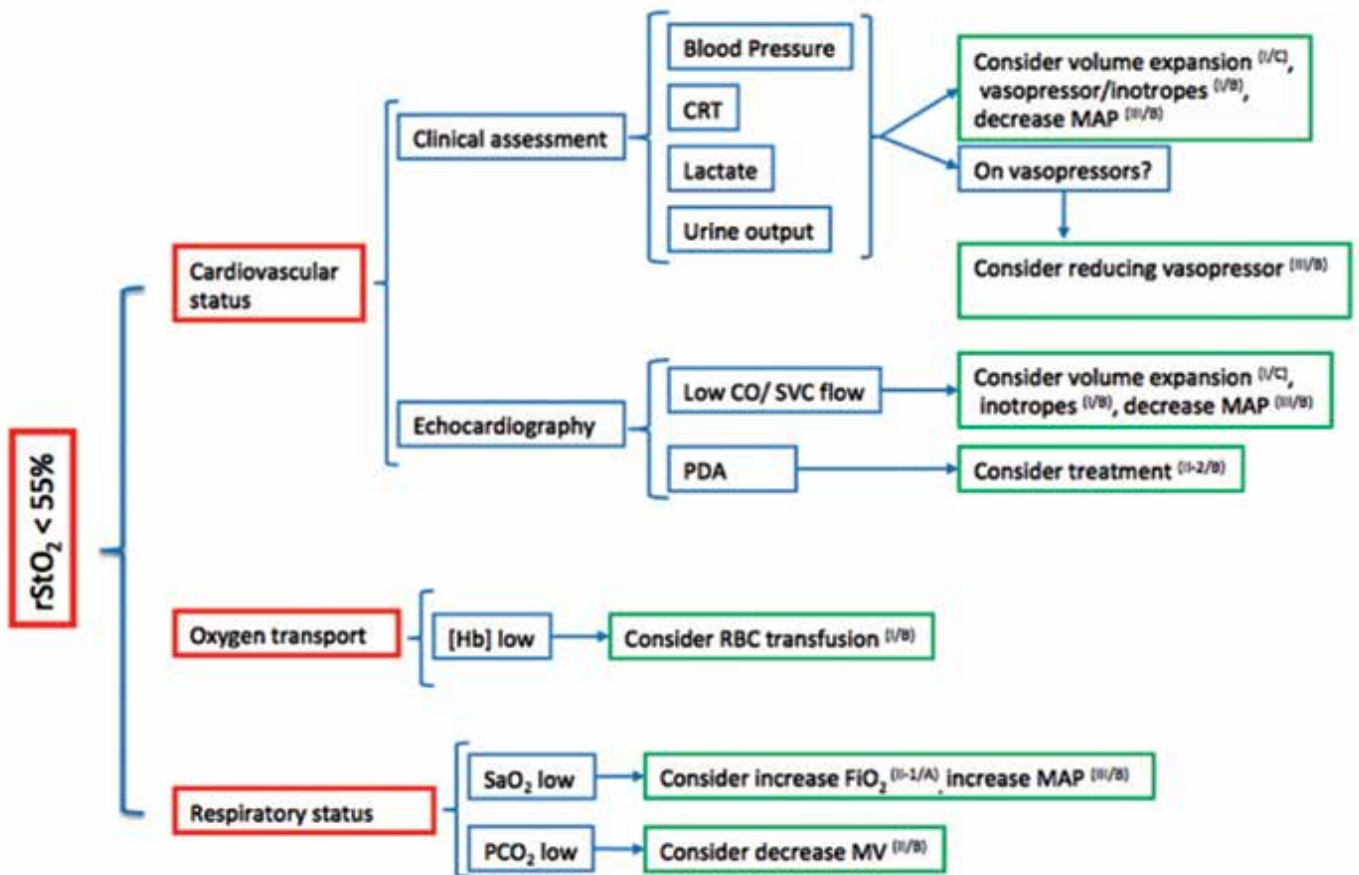 rStO₂ < 55%
Cardiovascular
status
Clinical assessment
Blood Pressure
CRT
Lactate
Urine output
Consider volume expansion (I/C),
vasopressor/inotropes (I/B),
decrease MAP (III/B)
On vasopressors?
Consider reducing vasopressor (III/B)
Echocardiography
Low CO/ SVC flow
Consider volume expansion (I/C),
inotropes (I/B), decrease MAP (III/B)
PDA
Consider treatment (II-2/B)
Oxygen transport
[Hb] low
Consider RBC transfusion (I/B)
Respiratory status
SaO₂ low
Consider increase FiO₂ (II-1/A), increase MAP (III/B)
PCO₂ low
Consider decrease MV (II/B)